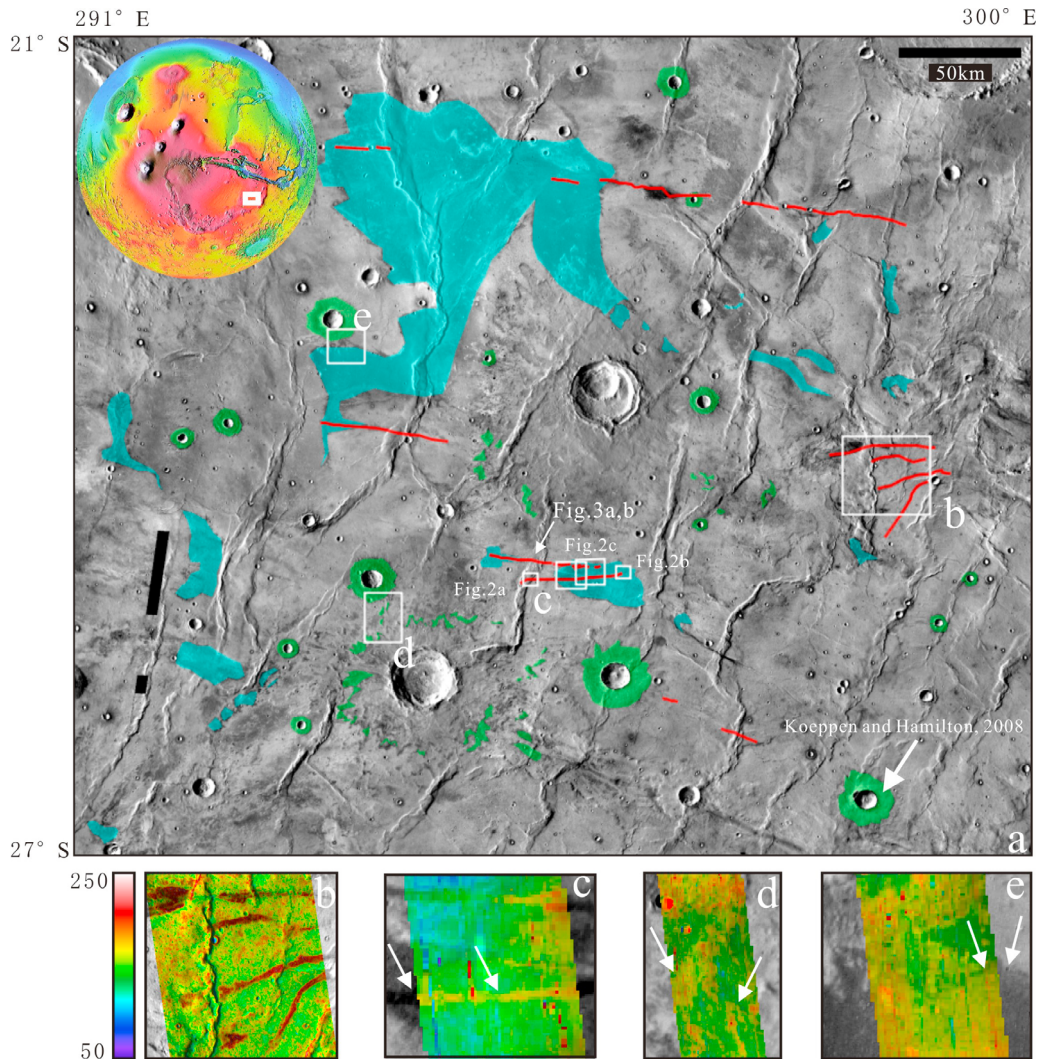 291° E
300° E
21° S
50km
e
Fig.3a,b
b
Fig.2c
Fig.2b
Fig.2a
c
d
Koeppen and Hamilton, 2008
27° S
a
250
50
b
c
d
e